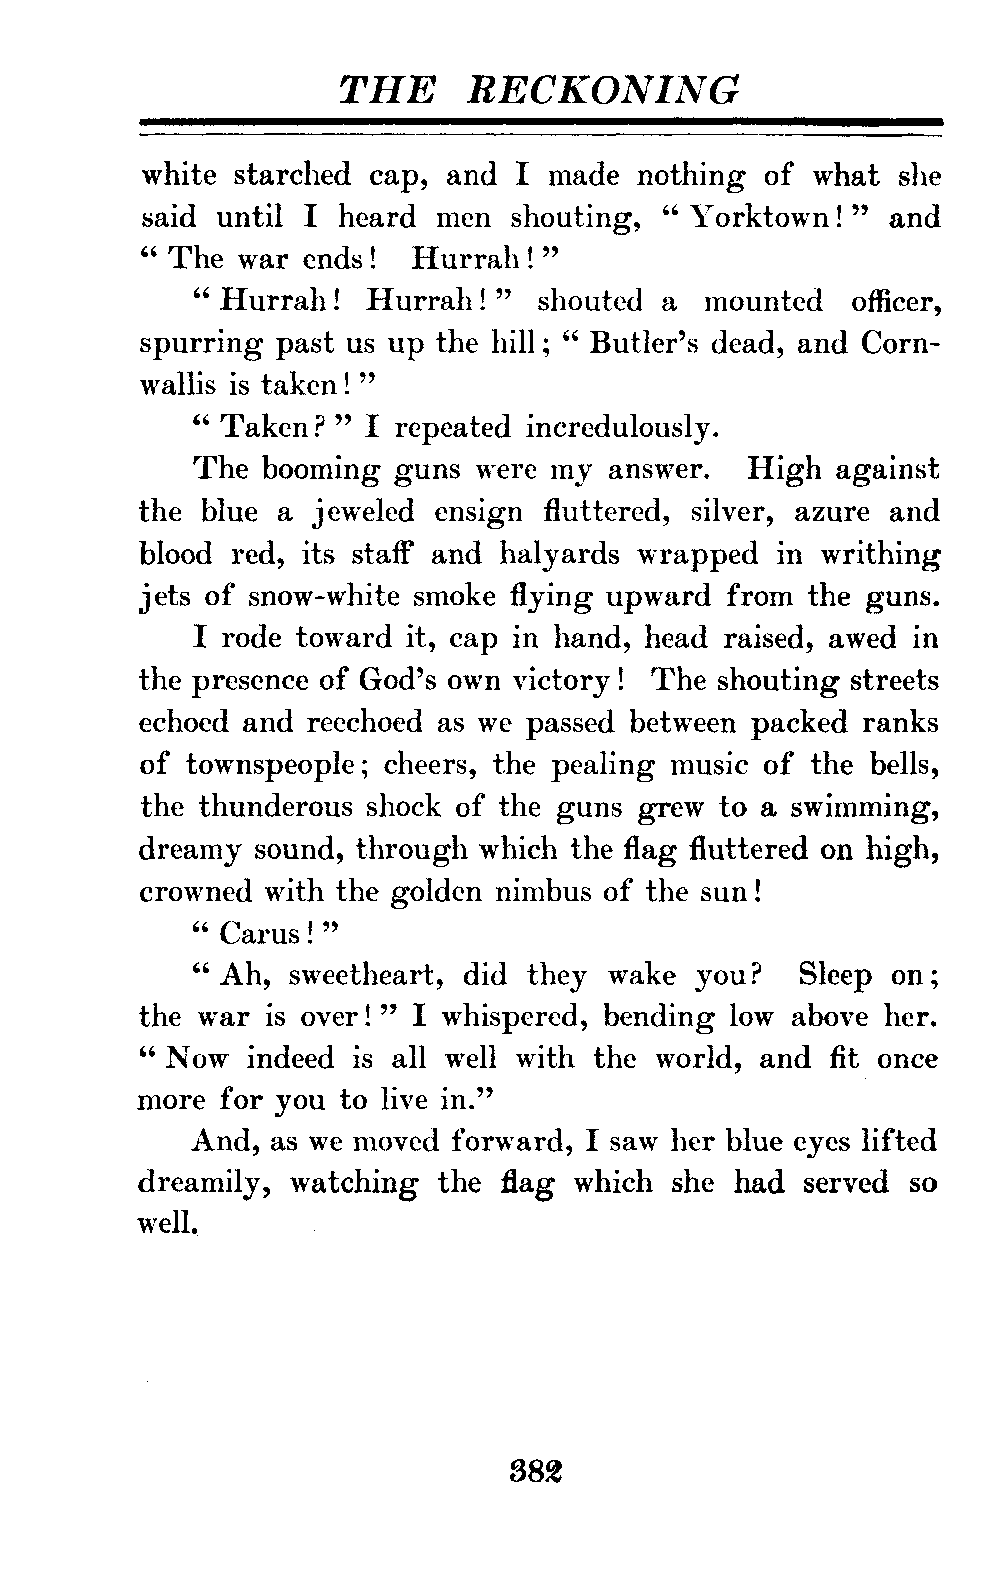 THE RECKONING
white starched cap, and I made nothing of what she
said until I heard men shouting, “ Yorktown! ” and
“ The war ends! Hurrah! ”
“ Hurrah! Hurrah! ” shouted a mounted officer,
spurring past us up the hill; “ Butler’s dead, and Corn-
wallis is taken! ”
“ Taken? ” I repeated incredulously.
The booming guns were my answer. High against
the blue a jeweled ensign fluttered, silver, azure and
blood red, its staff and halyards wrapped in writhing
jets of snow-white smoke flying upward from the guns.
I rode toward it, cap in hand, head raised, awed in
the presence of God’s own victory! The shouting streets
echoed and reechoed as we passed between packed ranks
of townspeople; cheers, the pealing music of the bells,
the thunderous shock of the guns grew to a swimming,
dreamy sound, through which the flag fluttered on high,
crowned with the golden nimbus of the sun!
“ Carus! ”
“ Ah, sweetheart, did they wake you? Sleep on;
the war is over! ” I whispered, bending low above her.
“ Now indeed is all well with the world, and fit once
more for you to live in.”
And, as we moved forward, I saw her blue eyes lifted
dreamily, watching the flag which she had served so
well.
382